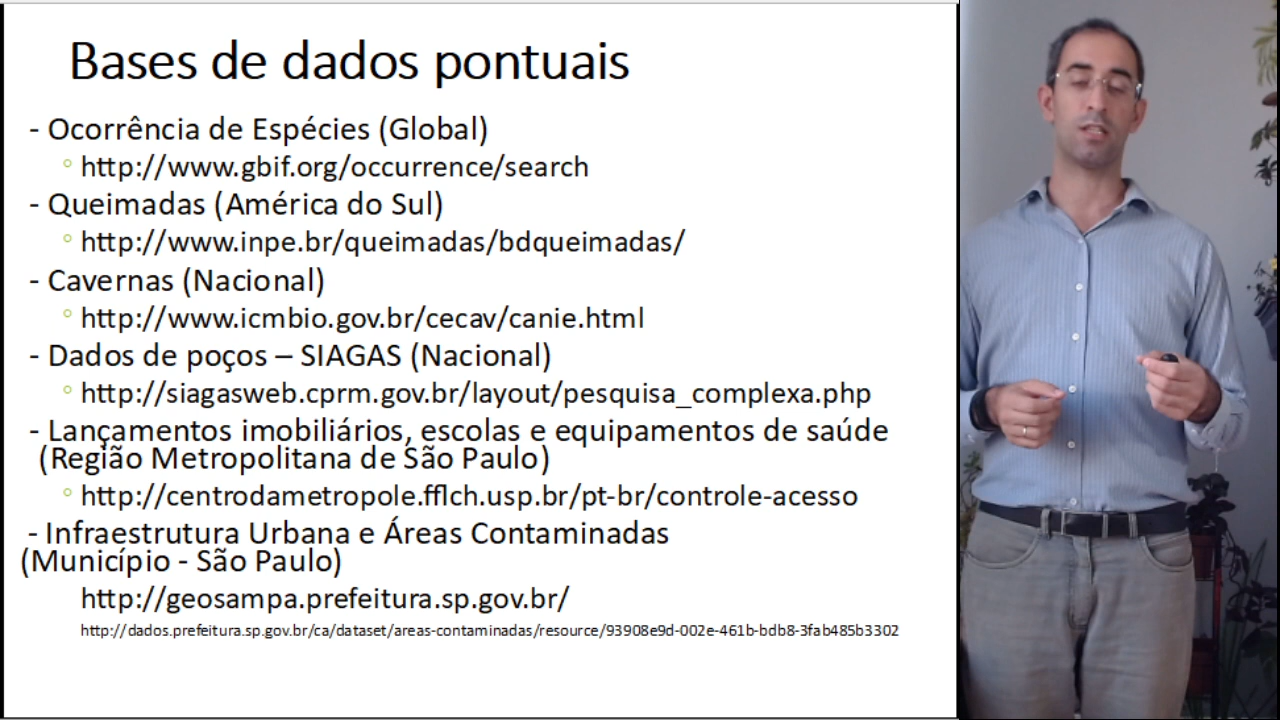 Bases de dados pontuais
- Ocorrência de Espécies (Global)
http://www.gbif.org/occurrence/search
- Queimadas (América do Sul)
http://www.inpe.br/queimadas/bdqueimadas/
- Cavernas (Nacional)
http://www.icmbio.gov.br/cecav/canie.html
- Dados de poços – SIAGAS (Nacional)
http://siagasweb.cprm.gov.br/layout/pesquisa_complexa.php
- Lançamentos imobiliários, escolas e equipamentos de saúde
(Região Metropolitana de São Paulo)
http://centrodametropole.fflch.usp.br/pt-br/controle-acesso
- Infraestrutura Urbana e Áreas Contaminadas
(Município - São Paulo)
http://geosampa.prefeitura.sp.gov.br/
http://dados.prefeitura.sp.gov.br/ca/dataset/areas-contaminadas/resource/93908e9d-002e-461b-bdb8-3fab485b3302